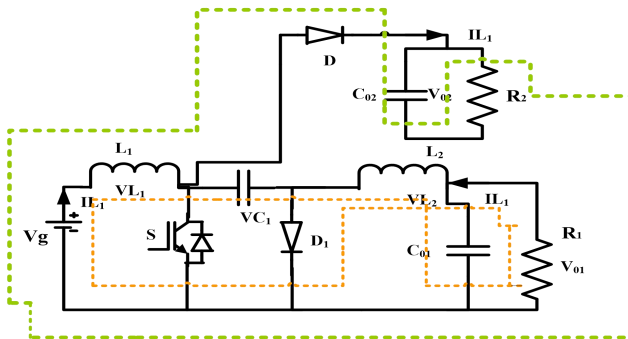 IL₁
D
C₀₂
V₀₂
R₂
L₁
L₂
VL₁
IL₁
VC₁
VL₂
IL₁
Vg
S
D₁
C₀₁
R₁
V₀₁